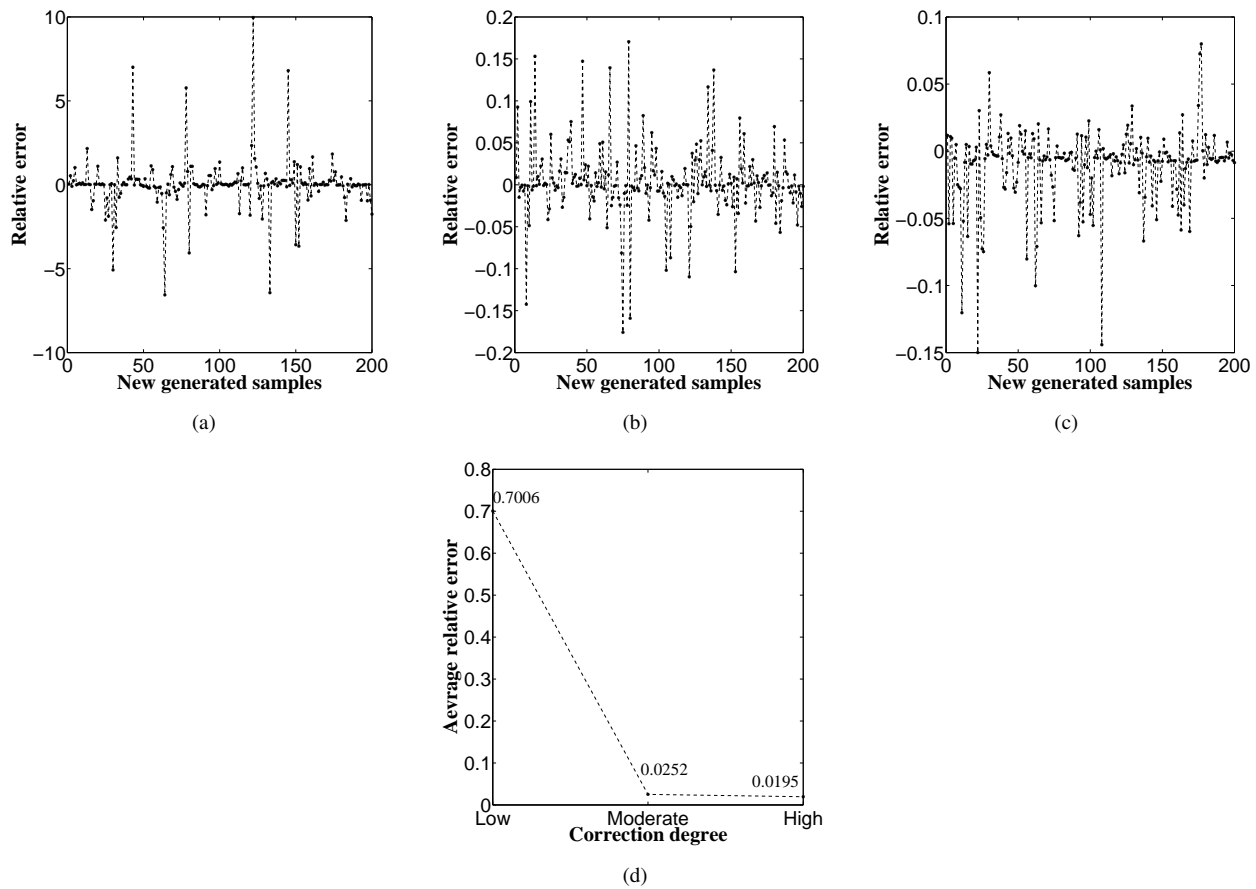 10
5
0
−5
−10
0 50 100 150 200
Relative error
New generated samples
(a)
0.2
0.15
0.1
0.05
0
−0.05
−0.1
−0.15
−0.2
0 50 100 150 200
Relative error
New generated samples
(b)
0.1
0.05
0
−0.05
−0.1
−0.15
0 50 100 150 200
Relative error
New generated samples
(c)
0.8
0.7
0.6
0.5
0.4
0.3
0.2
0.1
0
0.7006
0.0252
0.0195
Low Moderate High
Aevrage relative error
Correction degree
(d)